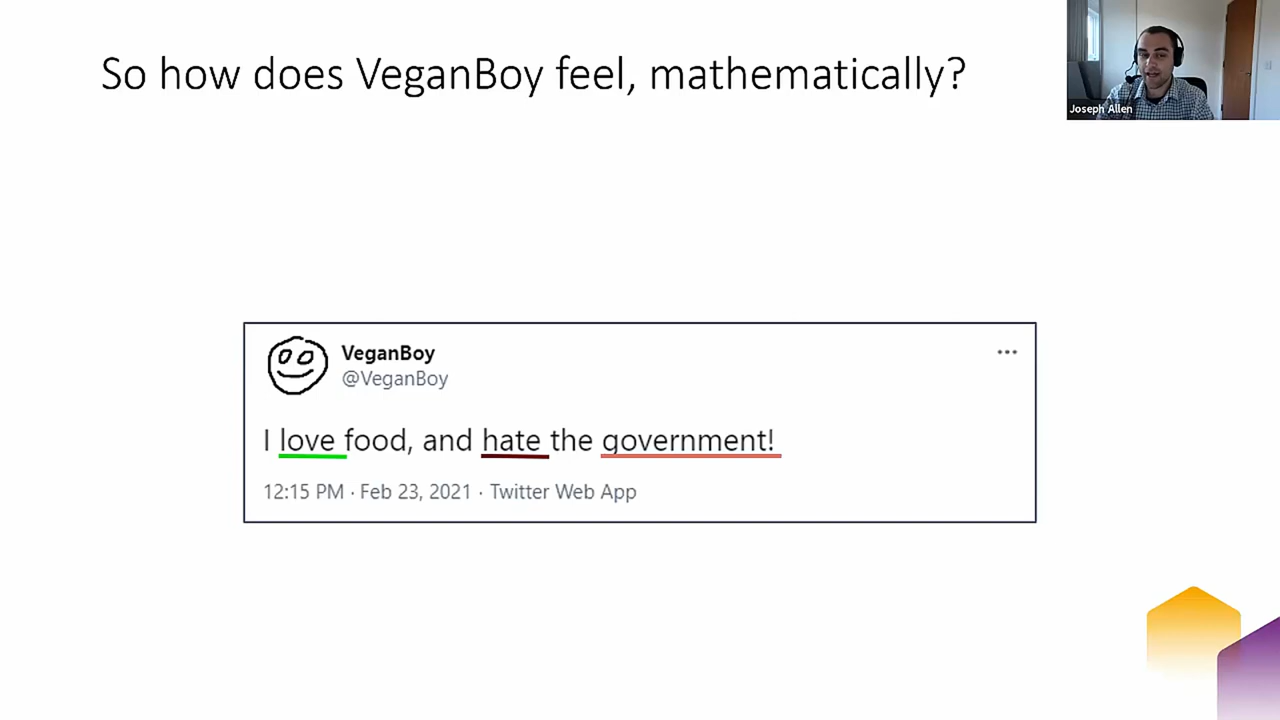 So how does VeganBoy feel, mathematically?
Joseph Allen
VeganBoy
@VeganBoy
I love food, and hate the government!
12:15 PM · Feb 23, 2021 · Twitter Web App